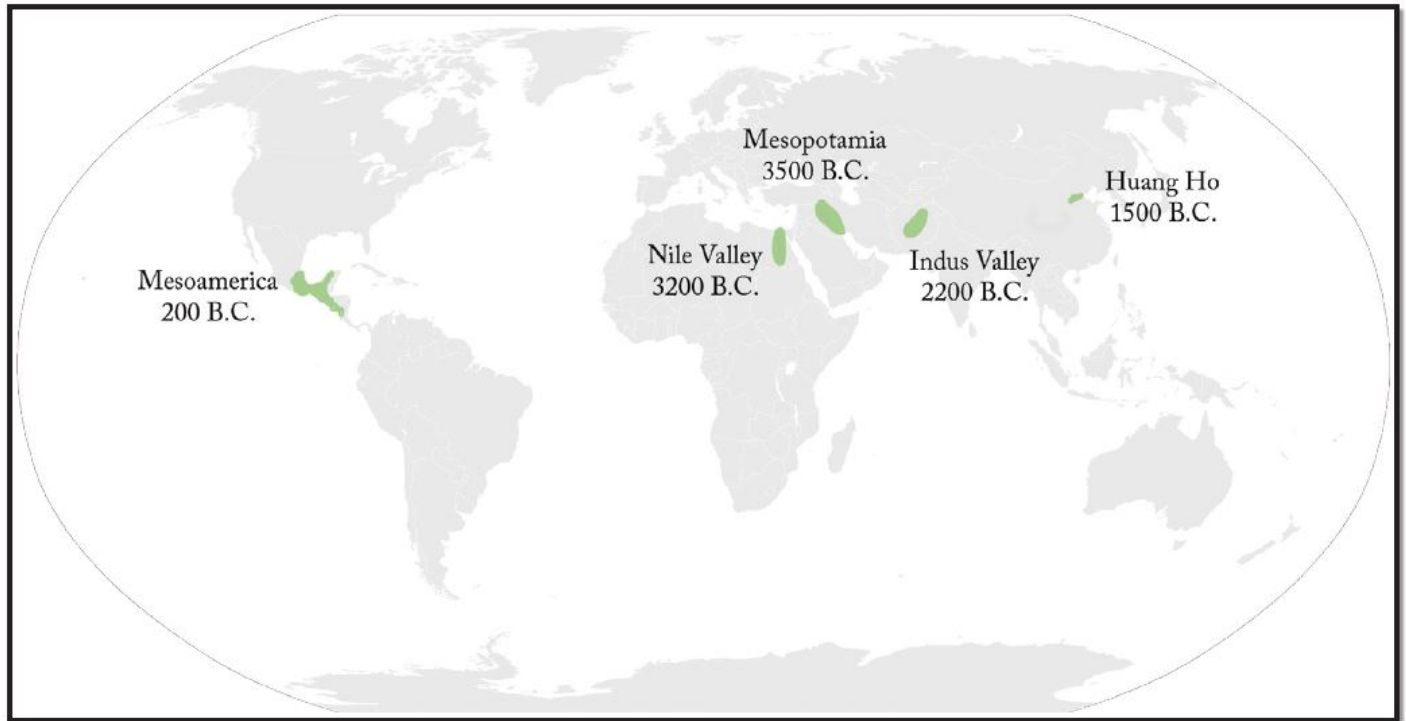 Mesopotamia
3500 B.C.
Huang Ho
1500 B.C.
Nile Valley
3200 B.C.
Indus Valley
2200 B.C.
Mesoamerica
200 B.C.